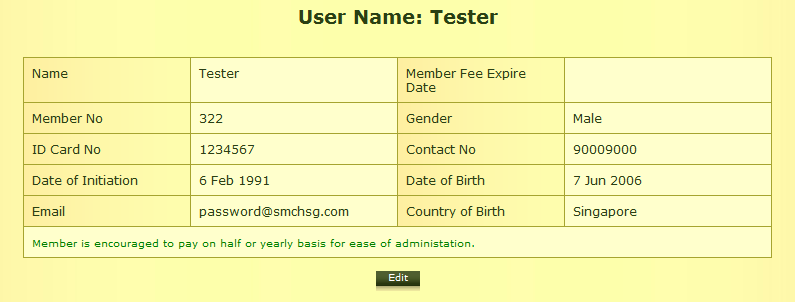 User Name: Tester
Name Tester Member Fee Expire
Date
Member No 322 Gender Male
ID Card No 1234567 Contact No 90009000
Date of Initiation 6 Feb 1991 Date of Birth 7 Jun 2006
Email password@smchsg.com Country of Birth Singapore
Member is encouraged to pay on half or yearly basis for ease of administation.
Edit